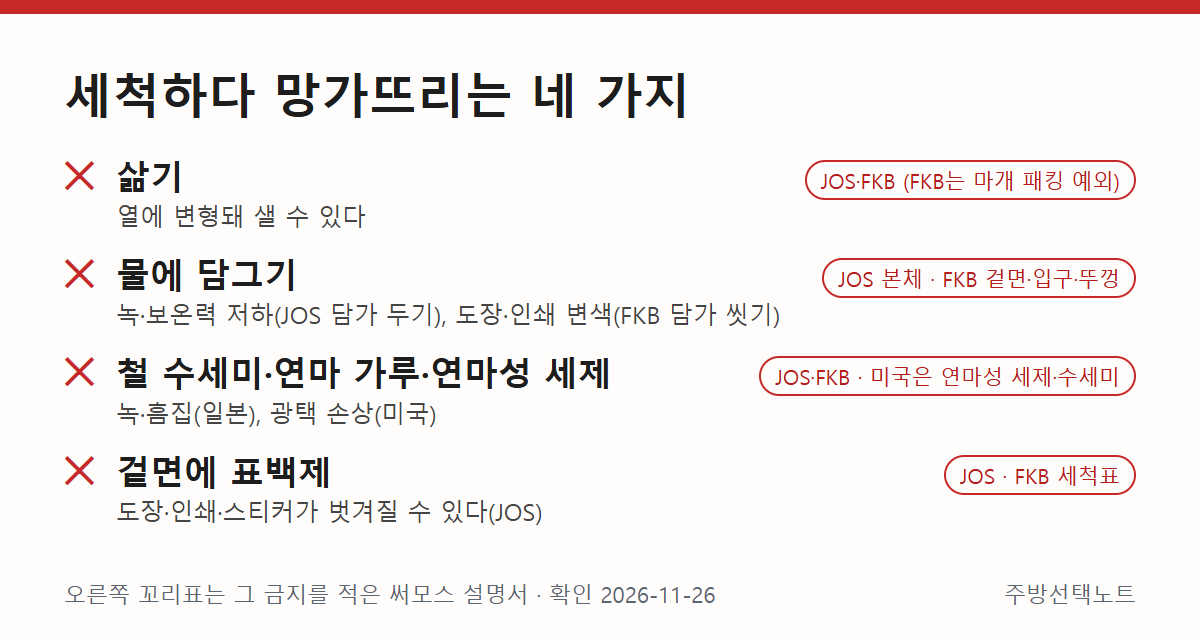 세척하다 망가뜨리는 네 가지
삶기
JOS·FKB (FKB는 마개 패킹 예외)
열에 변형돼 샐 수 있다
물에 담그기
JOS 본체 · FKB 겉면·입구·뚜껑
녹·보온력 저하(JOS 담가 두기), 도장·인쇄 변색(FKB 담가 씻기)
철 수세미·연마 가루·연마성 세제
JOS·FKB · 미국은 연마성 세제·수세미
녹·흠집(일본), 광택 손상(미국)
겉면에 표백제
JOS · FKB 세척표
도장·인쇄·스티커가 벗겨질 수 있다(JOS)
오른쪽 꼬리표는 그 금지를 적은 써모스 설명서 · 확인 2026-11-26
주방선택노트